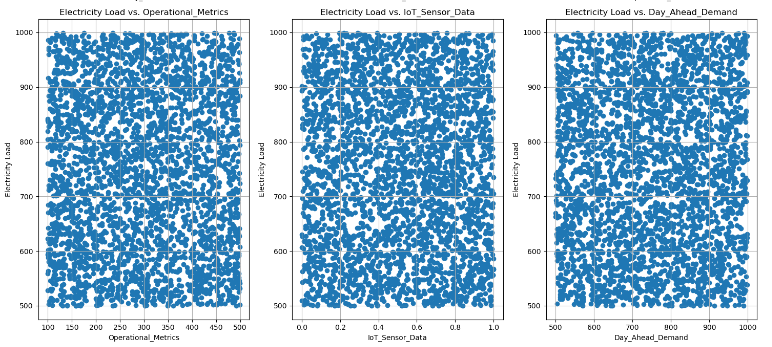 Electricity Load vs. Operational_Metrics
Electricity Load
1000
900
800
700
600
500
100 150 200 250 300 350 400 450 500
Operational_Metrics
Electricity Load vs. IoT_Sensor_Data
Electricity Load
1000
900
800
700
600
500
0.0 0.2 0.4 0.6 0.8 1.0
IoT_Sensor_Data
Electricity Load vs. Day_Ahead_Demand
Electricity Load
1000
900
800
700
600
500
500 600 700 800 900 1000
Day_Ahead_Demand